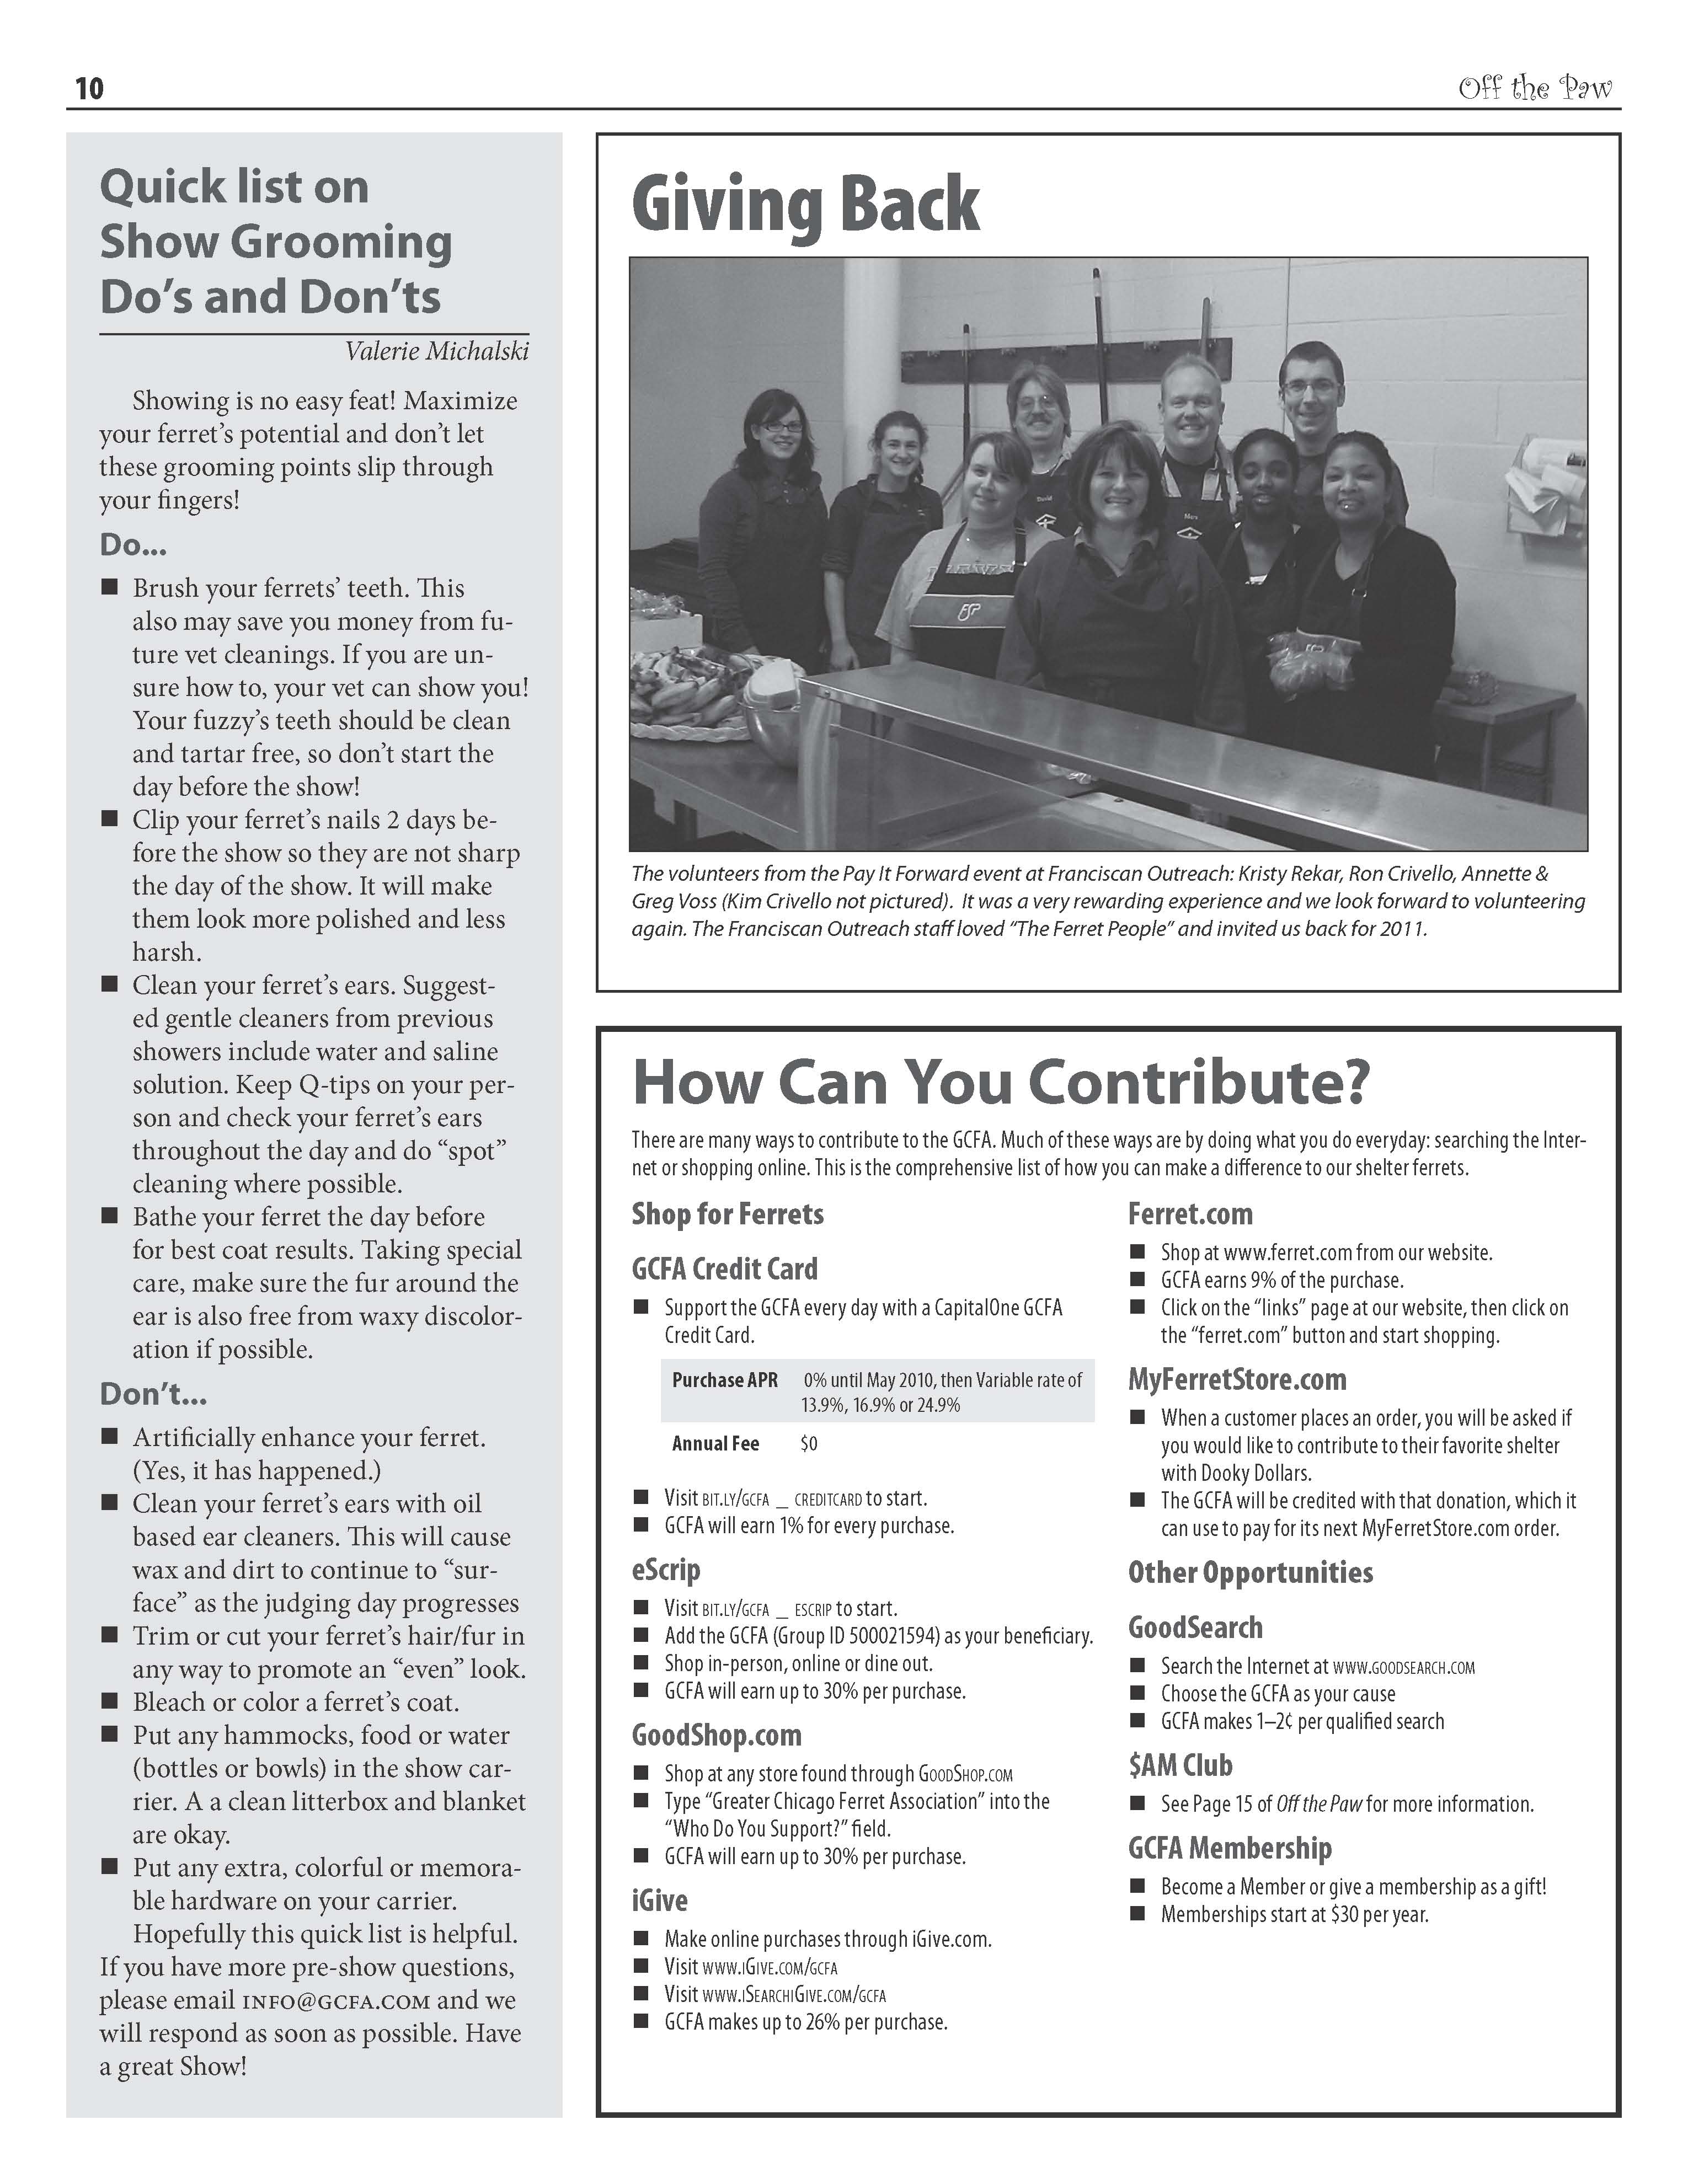 10
Off the Paw
Quick list on
Show Grooming
Do’s and Don’ts
Valerie Michalski
Showing is no easy feat! Maximize
your ferret’s potential and don’t let
these grooming points slip through
your fingers!
Do...
■ Brush your ferrets’ teeth. This
also may save you money from fu-
ture vet cleanings. If you are un-
sure how to, your vet can show you!
Your fuzzy’s teeth should be clean
and tartar free, so don’t start the
day before the show!
■ Clip your ferret’s nails 2 days be-
fore the show so they are not sharp
the day of the show. It will make
them look more polished and less
harsh.
■ Clean your ferret’s ears. Suggest-
ed gentle cleaners from previous
showers include water and saline
solution. Keep Q-tips on your per-
son and check your ferret’s ears
throughout the day and do “spot”
cleaning where possible.
■ Bathe your ferret the day before
for best coat results. Taking special
care, make sure the fur around the
ear is also free from waxy discolor-
ation if possible.
Don’t...
■ Artificially enhance your ferret.
(Yes, it has happened.)
■ Clean your ferret’s ears with oil
based ear cleaners. This will cause
wax and dirt to continue to “sur-
face” as the judging day progresses
■ Trim or cut your ferret’s hair/fur in
any way to promote an “even” look.
■ Bleach or color a ferret’s coat.
■ Put any hammocks, food or water
(bottles or bowls) in the show car-
rier. A a clean litterbox and blanket
are okay.
■ Put any extra, colorful or memora-
ble hardware on your carrier.
Hopefully this quick list is helpful.
If you have more pre-show questions,
please email INFO@GCFA.COM and we
will respond as soon as possible. Have
a great Show!
Giving Back
David
FSP
The volunteers from the Pay It Forward event at Franciscan Outreach: Kristy Rekar, Ron Crivello, Annette &
Greg Voss (Kim Crivello not pictured).  It was a very rewarding experience and we look forward to volunteering
again. The Franciscan Outreach staff loved “The Ferret People” and invited us back for 2011.
How Can You Contribute?
There are many ways to contribute to the GCFA. Much of these ways are by doing what you do everyday: searching the Inter-
net or shopping online. This is the comprehensive list of how you can make a difference to our shelter ferrets.
Shop for Ferrets
GCFA Credit Card
■ Support the GCFA every day with a CapitalOne GCFA
Credit Card.
Purchase APR 0% until May 2010, then Variable rate of
13.9%, 16.9% or 24.9%
Annual Fee $0
■ Visit BIT.LY/GCFA _ CREDITCARD to start.
■ GCFA will earn 1% for every purchase.
eScrip
■ Visit BIT.LY/GCFA _ ESCRIP to start.
■ Add the GCFA (Group ID 500021594) as your beneficiary.
■ Shop in-person, online or dine out.
■ GCFA will earn up to 30% per purchase.
GoodShop.com
■ Shop at any store found through GOODSHOP.COM
■ Type “Greater Chicago Ferret Association” into the
“Who Do You Support?” field.
■ GCFA will earn up to 30% per purchase.
iGive
■ Make online purchases through iGive.com.
■ Visit WWW.IGIVE.COM/GCFA
■ Visit WWW.ISEARCHIGIVE.COM/GCFA
■ GCFA makes up to 26% per purchase.
Ferret.com
■ Shop at www.ferret.com from our website.
■ GCFA earns 9% of the purchase.
■ Click on the “links” page at our website, then click on
the “ferret.com” button and start shopping.
MyFerretStore.com
■ When a customer places an order, you will be asked if
you would like to contribute to their favorite shelter
with Dooky Dollars.
■ The GCFA will be credited with that donation, which it
can use to pay for its next MyFerretStore.com order.
Other Opportunities
GoodSearch
■ Search the Internet at WWW.GOODSEARCH.COM
■ Choose the GCFA as your cause
■ GCFA makes 1–2¢ per qualified search
$AM Club
■ See Page 15 of Off the Paw for more information.
GCFA Membership
■ Become a Member or give a membership as a gift!
■ Memberships start at $30 per year.